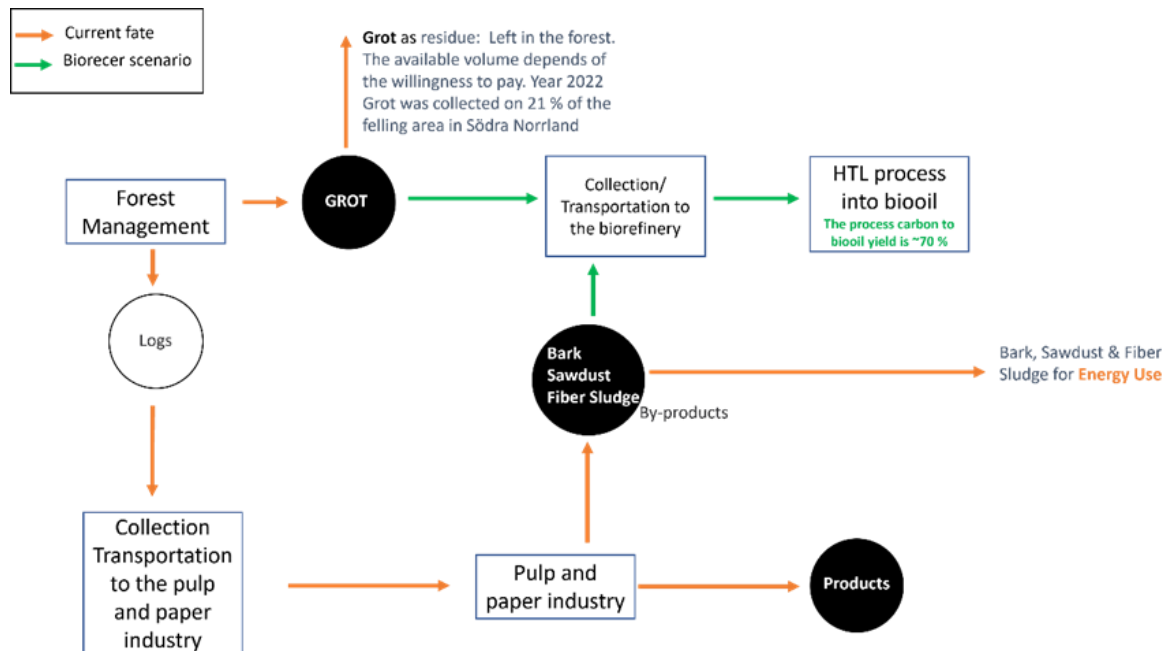 Current fate
Biorecer scenario
Grot as residue: Left in the forest.
The available volume depends of
the willingness to pay. Year 2022
Grot was collected on 21 % of the
felling area in Södra Norrland
Forest
Management
GROT
Collection/
Transportation to
the biorefinery
HTL process
into biooil
The process carbon to
biooil yield is ~70 %
Logs
Bark
Sawdust
Fiber Sludge
By-products
Bark, Sawdust & Fiber
Sludge for Energy Use
Collection
Transportation
to the pulp
and paper
industry
Pulp and
paper industry
Products